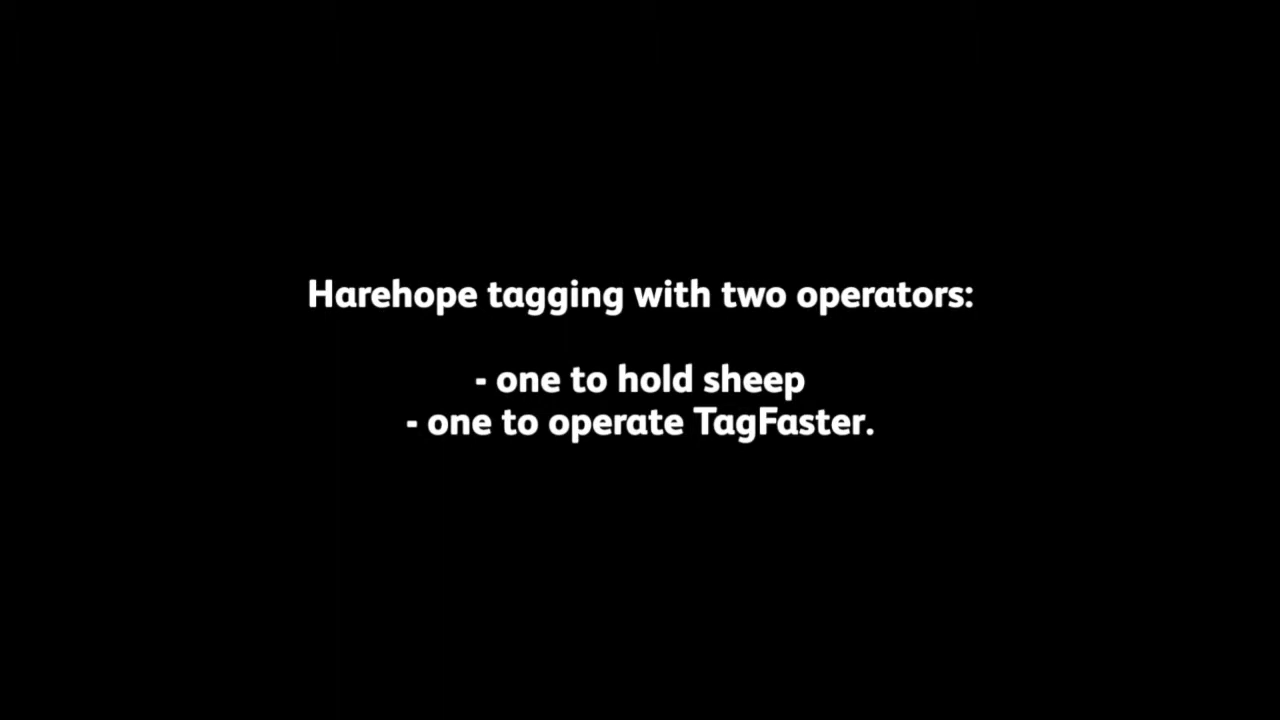 Harehope tagging with two operators:
- one to hold sheep
- one to operate TagFaster.